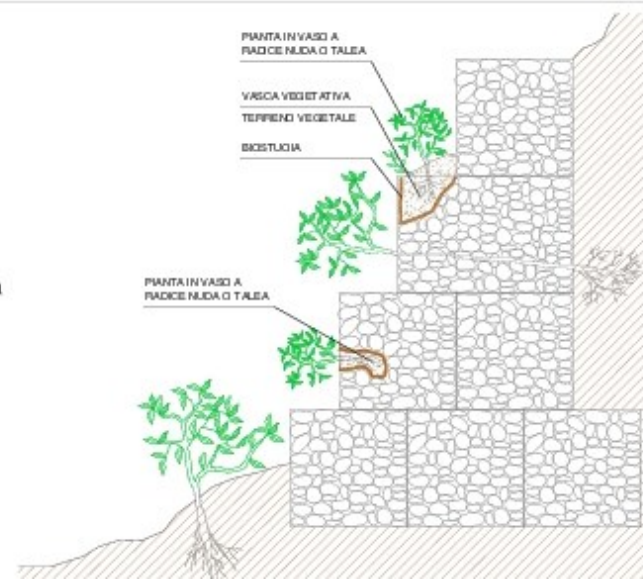 PIANTA IN VASO A
RADICE NUDA O TALEA
VASCA VEGETATIVA
TERRENO VEGETALE
BIOSTUOIA
PIANTA IN VASO A
RADICE NUDA O TALEA